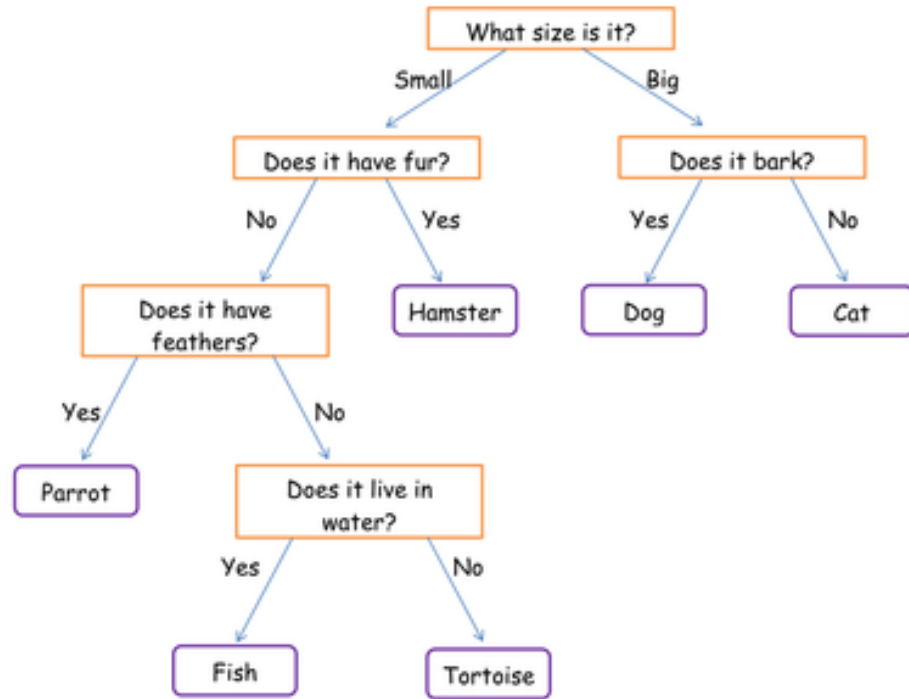 What size is it?
Small
Big
Does it have fur?
Does it bark?
No
Yes
Yes
No
Does it have
feathers?
Hamster
Dog
Cat
Yes
No
Parrot
Does it live in
water?
Yes
No
Fish
Tortoise